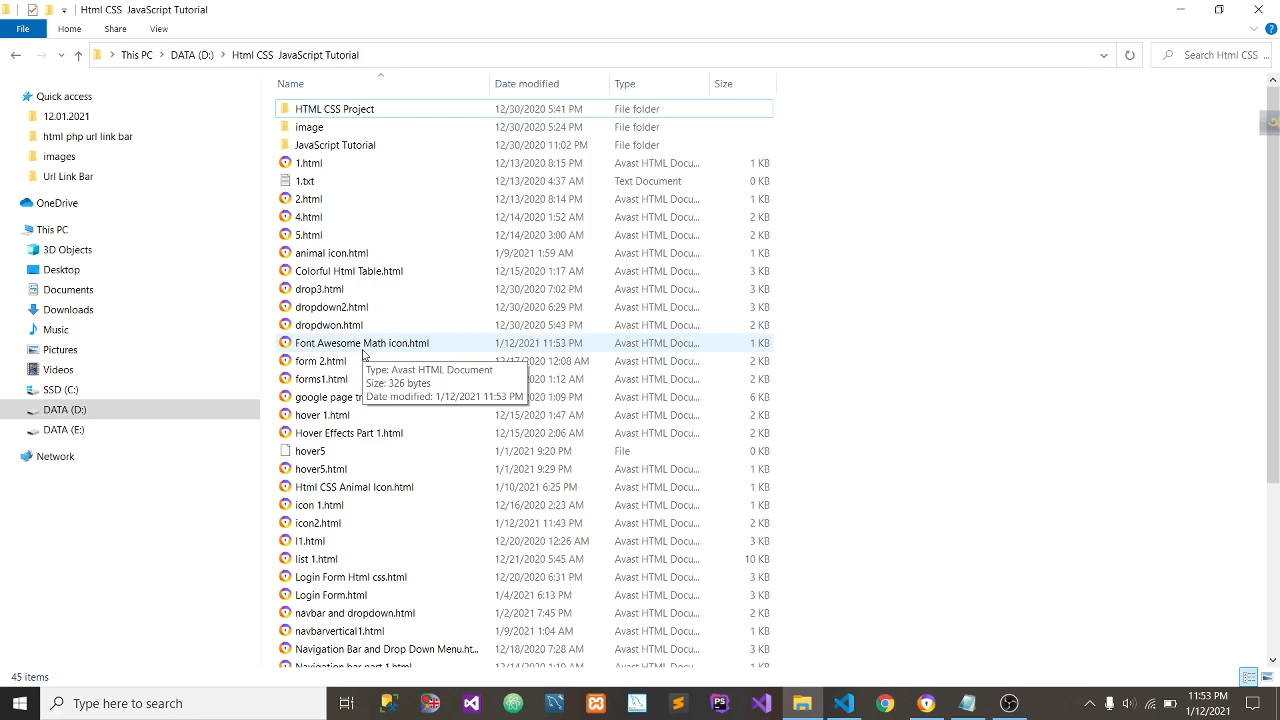 Html CSS  JavaScript Tutorial
File Home Share View
This PC DATA (D:) Html CSS  JavaScript Tutorial Search Html CSS ...
Name Date modified Type Size
Quick access
12.01.2021
html php url link bar
images
Url Link Bar
OneDrive
This PC
3D Objects
Desktop
Documents
Downloads
Music
Pictures
Videos
SSD (C:)
DATA (D:)
DATA (E:)
Network
HTML CSS Project 12/30/2020 5:41 PM File folder
image 12/30/2020 5:24 PM File folder
JavaScript Tutorial 12/30/2020 11:02 PM File folder
1.html 12/13/2020 8:15 PM Avast HTML Docu... 1 KB
1.txt 12/13/2020 4:37 AM Text Document 0 KB
2.html 12/13/2020 8:14 PM Avast HTML Docu... 1 KB
4.html 12/14/2020 1:52 AM Avast HTML Docu... 2 KB
5.html 12/14/2020 3:00 AM Avast HTML Docu... 2 KB
animal icon.html 1/9/2021 1:59 AM Avast HTML Docu... 1 KB
Colorful Html Table.html 12/15/2020 1:17 AM Avast HTML Docu... 3 KB
drop3.html 12/30/2020 7:02 PM Avast HTML Docu... 3 KB
dropdown2.html 12/30/2020 6:29 PM Avast HTML Docu... 3 KB
dropdwon.html 12/30/2020 5:43 PM Avast HTML Docu... 2 KB
Font Awesome Math icon.html 1/12/2021 11:53 PM Avast HTML Docu... 1 KB
form 2.html 12/17/2020 12:08 AM Avast HTML Docu... 2 KB
forms1.html 2020 1:12 AM Avast HTML Docu... 2 KB
google page tr 2020 1:09 PM Avast HTML Docu... 6 KB
Type: Avast HTML Document
Size: 326 bytes
Date modified: 1/12/2021 11:53 PM
hover 1.html 12/15/2020 1:47 AM Avast HTML Docu... 2 KB
Hover Effects Part 1.html 12/15/2020 2:06 AM Avast HTML Docu... 2 KB
hover5 1/1/2021 9:20 PM File 0 KB
hover5.html 1/1/2021 9:29 PM Avast HTML Docu... 1 KB
Html CSS Animal Icon.html 1/10/2021 6:25 PM Avast HTML Docu... 1 KB
icon 1.html 12/16/2020 2:23 AM Avast HTML Docu... 1 KB
icon2.html 1/12/2021 11:43 PM Avast HTML Docu... 2 KB
l1.html 12/20/2020 12:26 AM Avast HTML Docu... 3 KB
list 1.html 12/21/2020 5:45 AM Avast HTML Docu... 10 KB
Login Form Html css.html 12/20/2020 6:31 PM Avast HTML Docu... 3 KB
Login Form.html 1/4/2021 6:13 PM Avast HTML Docu... 3 KB
navbar and dropdown.html 1/2/2021 7:45 PM Avast HTML Docu... 2 KB
navbarvertical1.html 1/9/2021 1:04 AM Avast HTML Docu... 1 KB
Navigation Bar and Drop Down Menu.ht... 12/18/2020 7:28 AM Avast HTML Docu... 3 KB
Navigation bar part 1.html 12/14/2020 1:19 AM Avast HTML Docu... 2 KB
45 items
Type here to search
PS
11:53 PM
1/12/2021